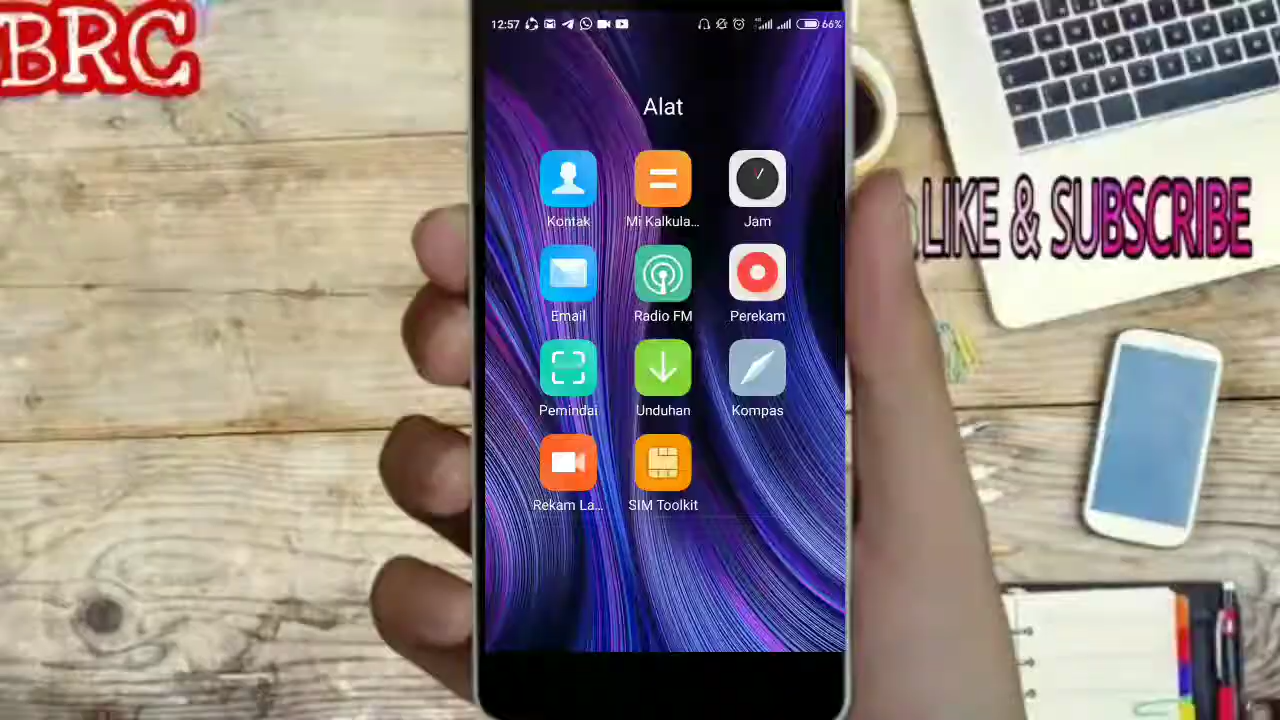 BRC
12:57
66%
Alat
Kontak
Mi Kalkula...
Jam
LIKE & SUBSCRIBE
Email
Radio FM
Perekam
Pemindai
Unduhan
Kompas
Rekam La...
SIM Toolkit